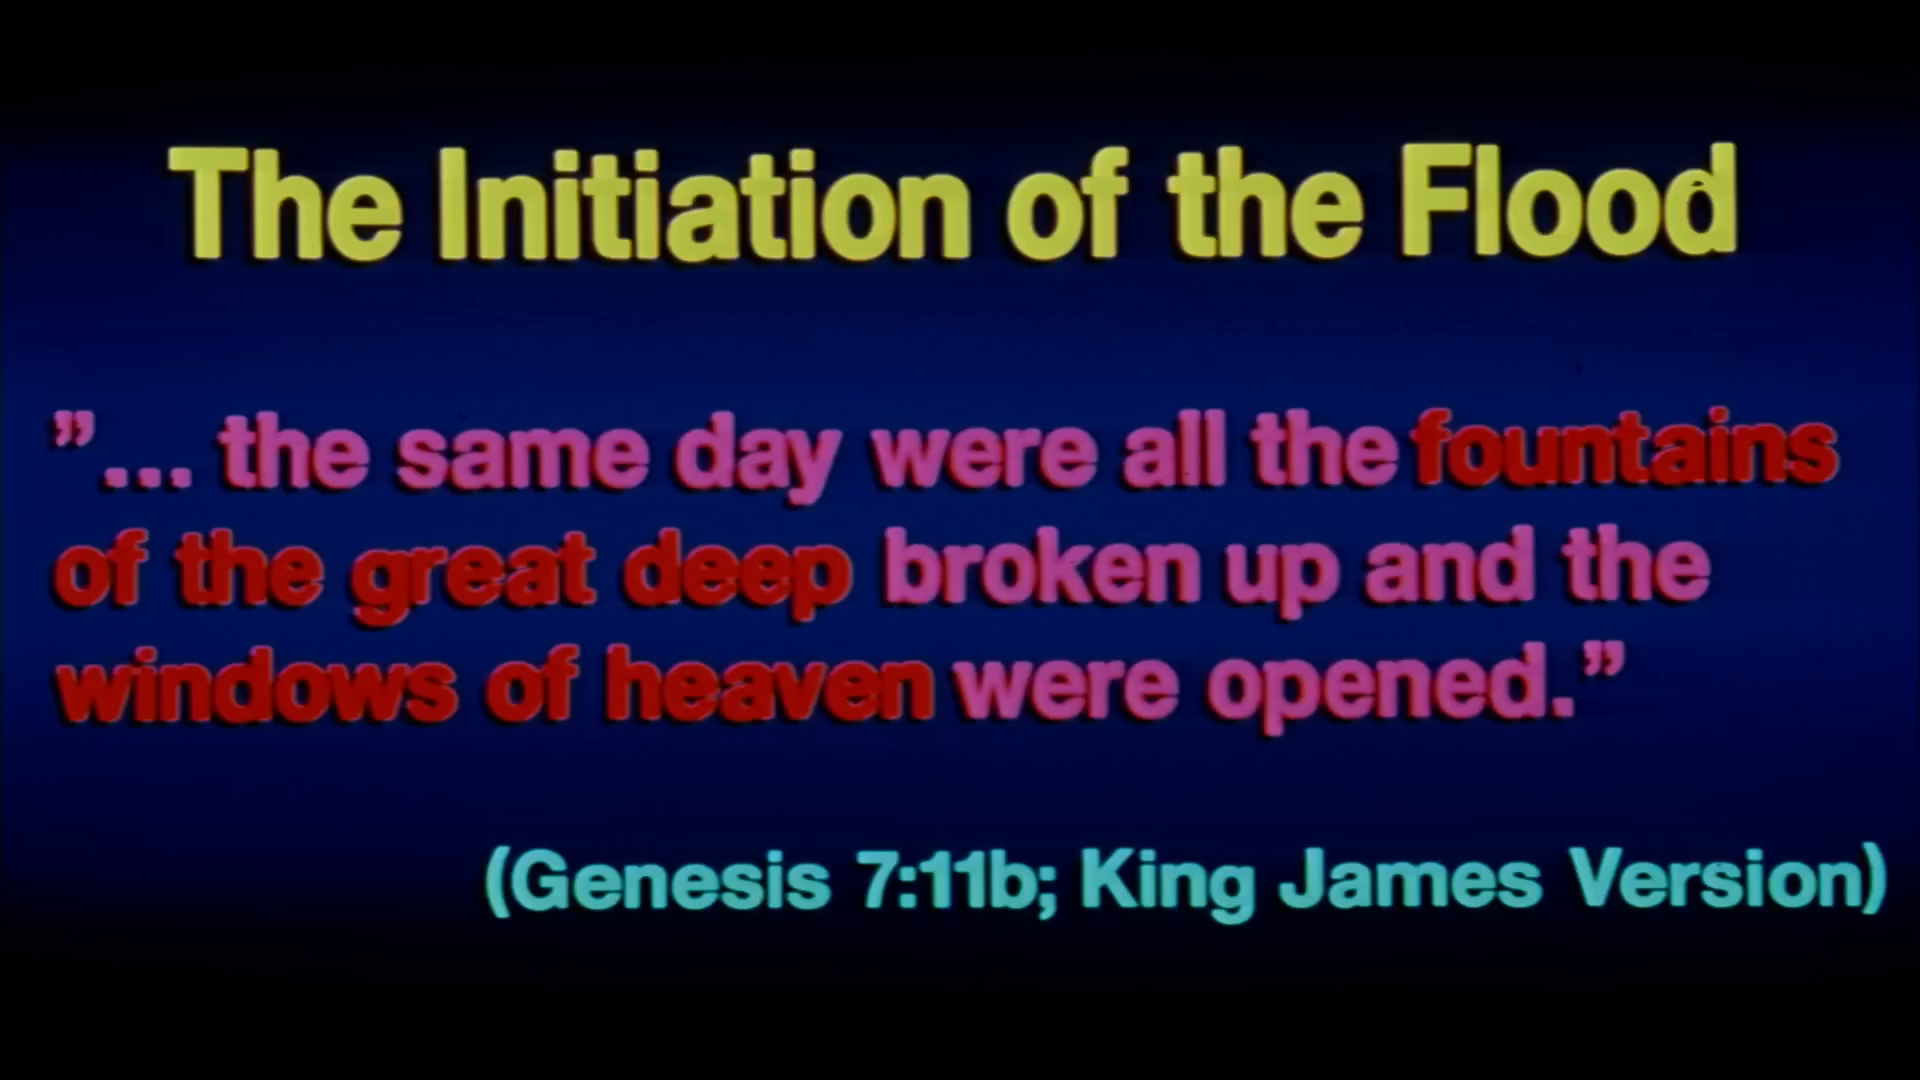 The Initiation of the Flood
”... the same day were all the fountains
of the great deep broken up and the
windows of heaven were opened.”
(Genesis 7:11b; King James Version)